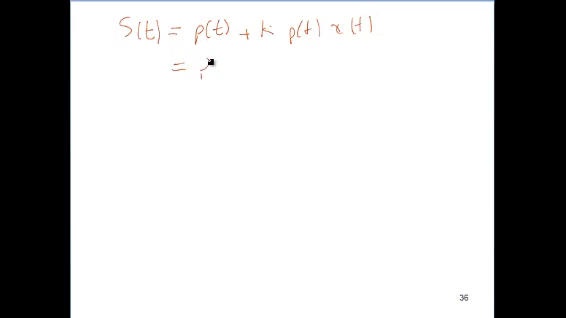 S(t) = p(t) + k p(t) x(t)
=
36